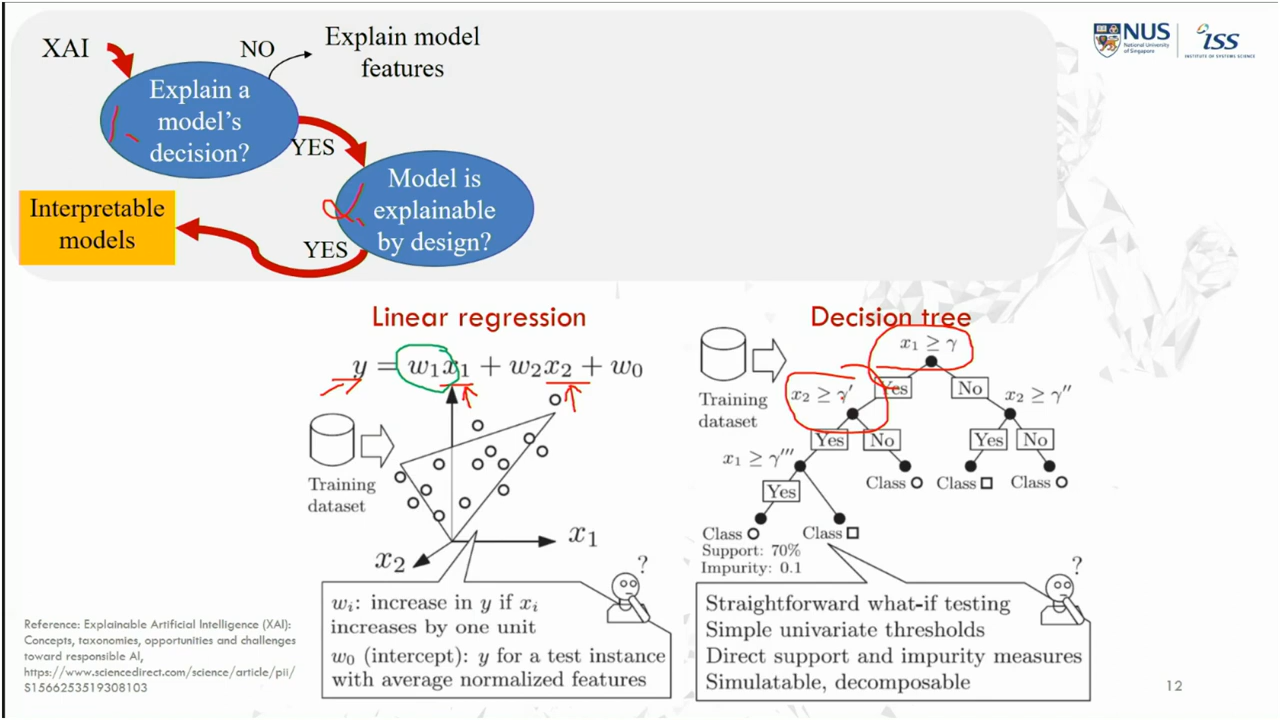 XAI
NO
Explain model
features
Explain a
model's
decision?
1.
YES
Model is
explainable
by design?
2.
Interpretable
models
YES
NUS
National University
of Singapore
iss
INSTITUTE OF SYSTEMS SCIENCE
Linear regression
y = w₁x₁ + w₂x₂ + w₀
Training
dataset
x₁
x₂
?
wᵢ: increase in y if xᵢ
increases by one unit
w₀ (intercept): y for a test instance
with average normalized features
Decision tree
x₁ ≥ γ
Training
dataset
Yes
No
x₂ ≥ γ′
x₂ ≥ γ′′
Yes
No
Yes
No
x₁ ≥ γ′′′
Class
Class
Class
Yes
Class
Class
Support: 70%
Impurity: 0.1
?
Straightforward what-if testing
Simple univariate thresholds
Direct support and impurity measures
Simulatable, decomposable
Reference: Explainable Artificial Intelligence (XAI):
Concepts, taxonomies, opportunities and challenges
toward responsible AI,
https://www.sciencedirect.com/science/article/pii/
S1566253519308103
12